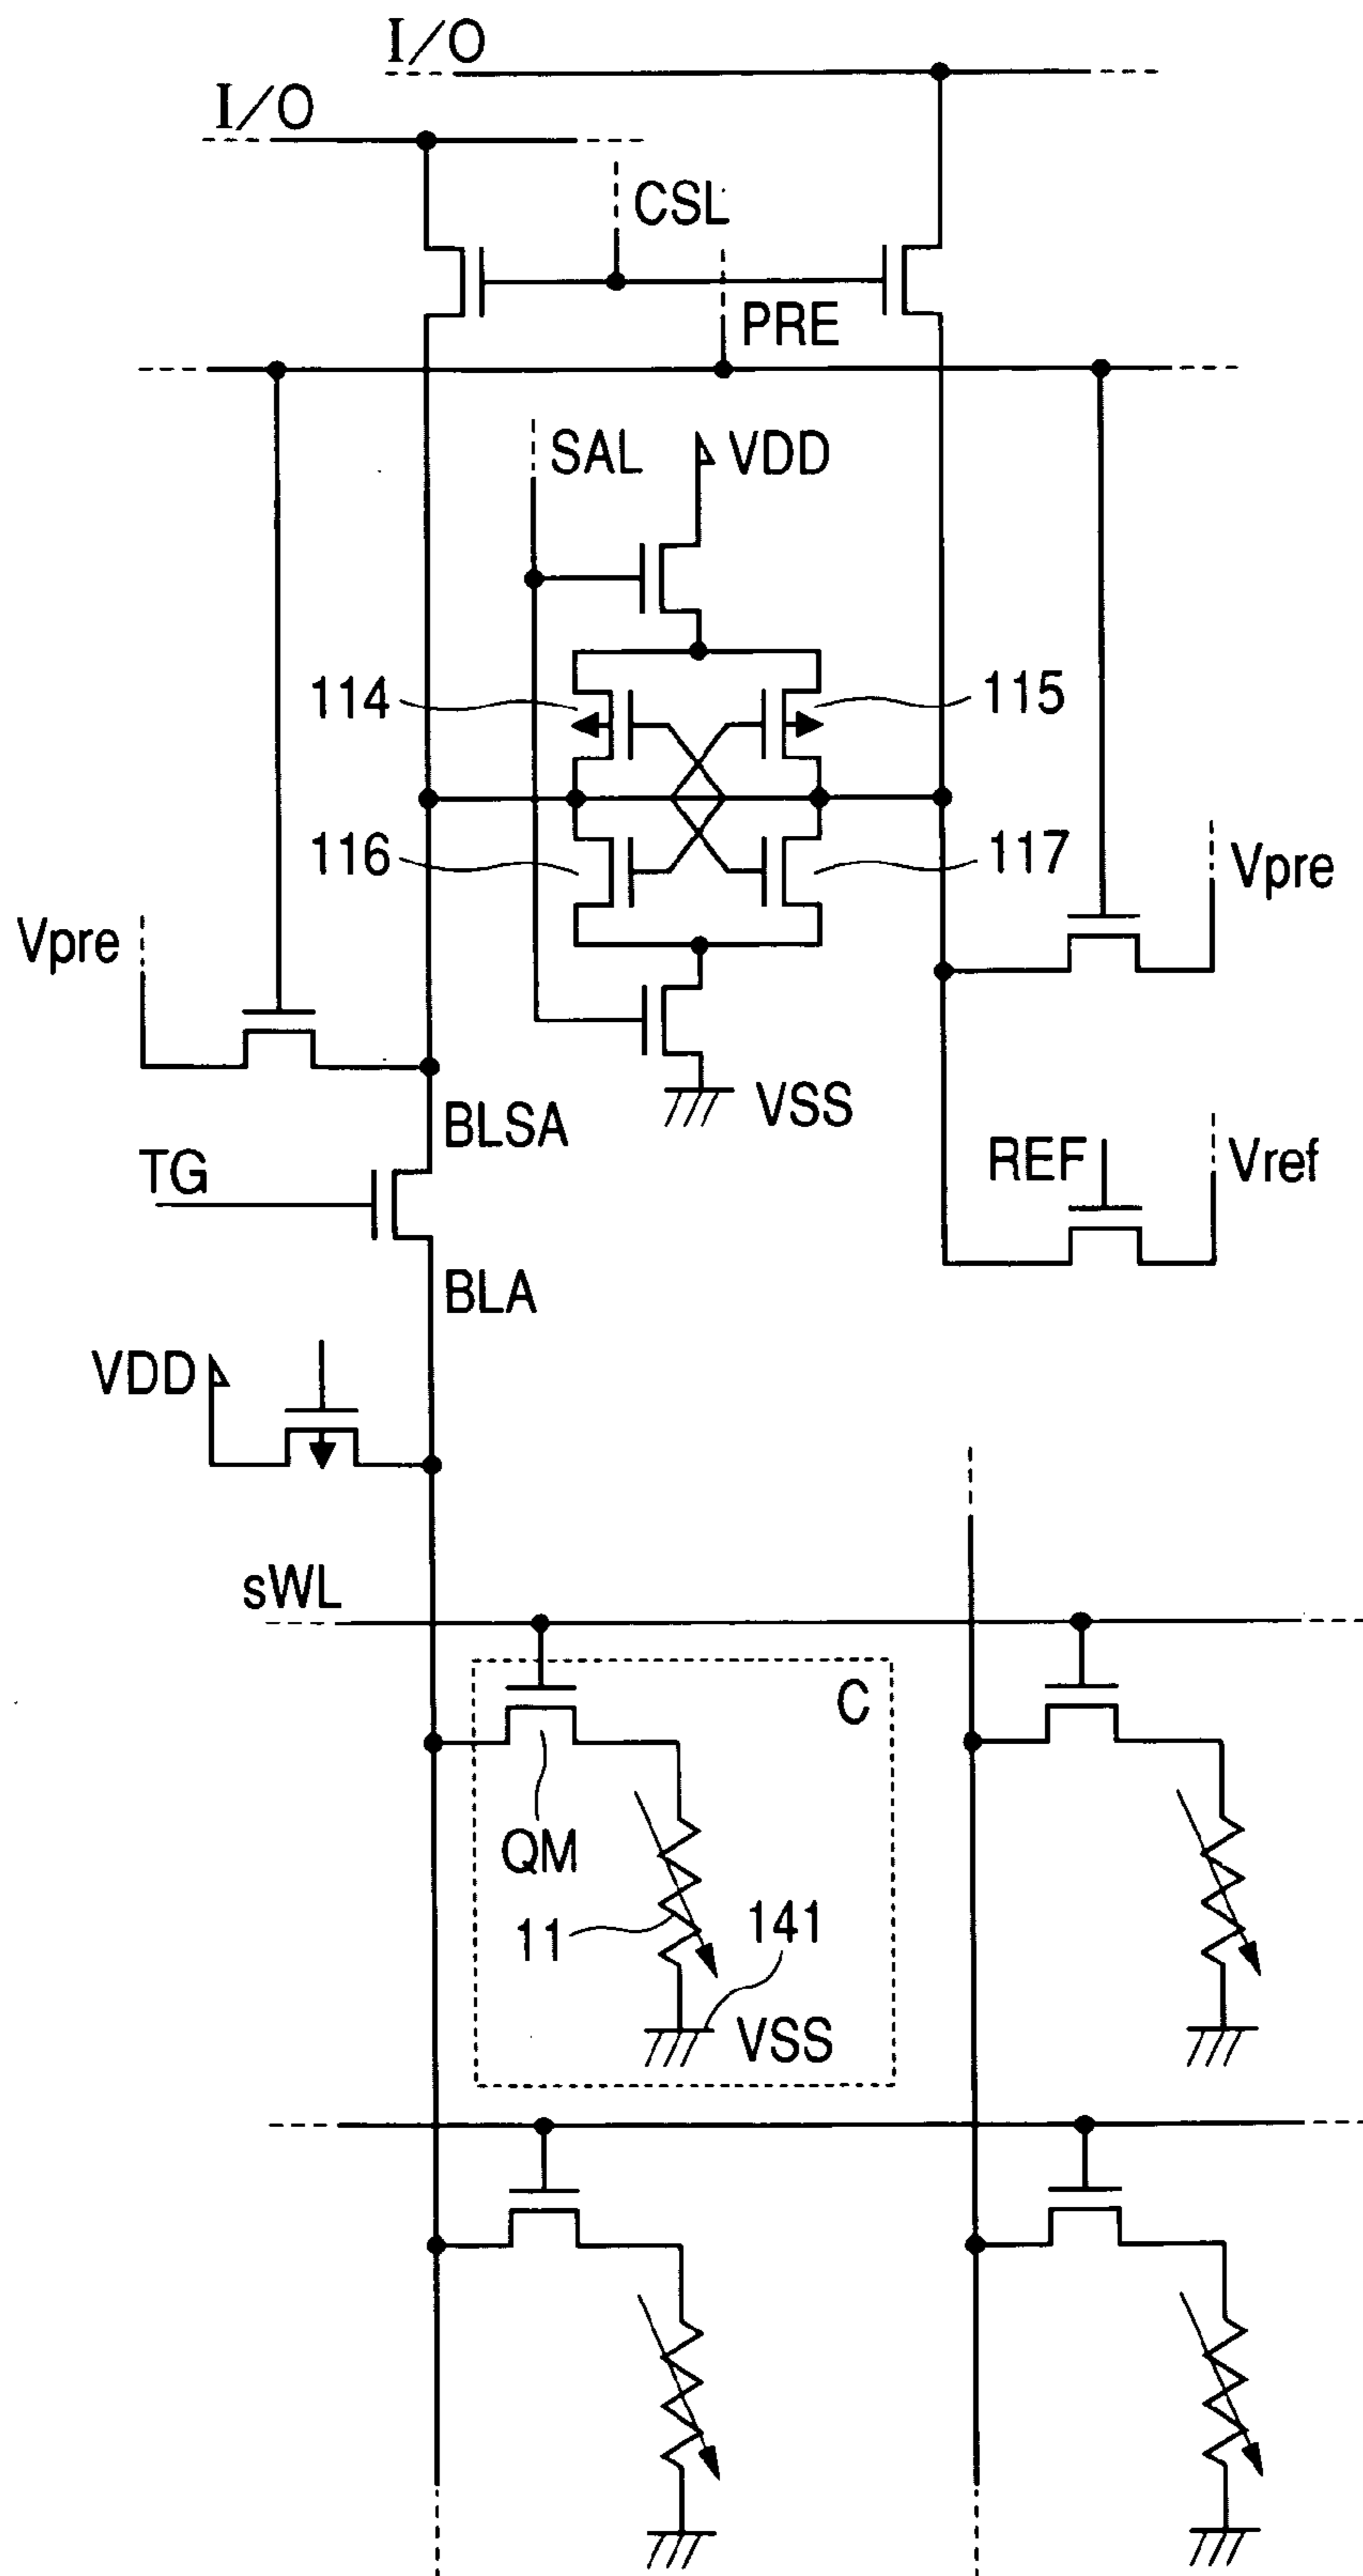 I/O
I/O
CSL
PRE
SAL
VDD
114
115
116
117
Vpre
Vpre
VSS
BLSA
TG
REF
Vref
BLA
VDD
sWL
C
QM
11
141
VSS